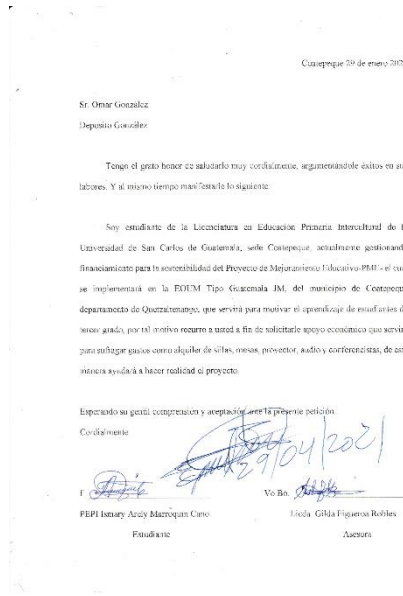 Coatepeque 29 de enero 202
Sr. Omar González
Deposito González
Tengo el grato honor de saludarlo muy cordialmente, argumentándole éxitos en su
labores. Y al mismo tiempo manifestarle lo siguiente
Soy estudiante de la Licenciatura en Educación Primaria Intercultural de l
Universidad de San Carlos de Guatemala, sede Coatepeque, actualmente gestionand
financiamiento para la sostenibilidad del Proyecto de Mejoramiento Educativo-PME- el cua
se implementará en la EOUM Tipo Guatemala JM, del municipio de Coatepequ
departamento de Quetzaltenango, que servirá para motivar el aprendizaje de estudiantes d
tercer grado, por tal motivo recurro a usted a fin de solicitarle apoyo económico que servir
para sufragar gastos como alquiler de sillas, mesas, proyector, audio y conferencistas, de est
manera ayudará a hacer realidad el proyecto.
Esperando su gentil comprensión y aceptación ante la presente petición
Cordialmente
29/04/2021
F
Vo.Bo.
PEPI Ismary Arely Marroquin Cano
Licda. Gilda Figueroa Robles
Estudiante
Asesora